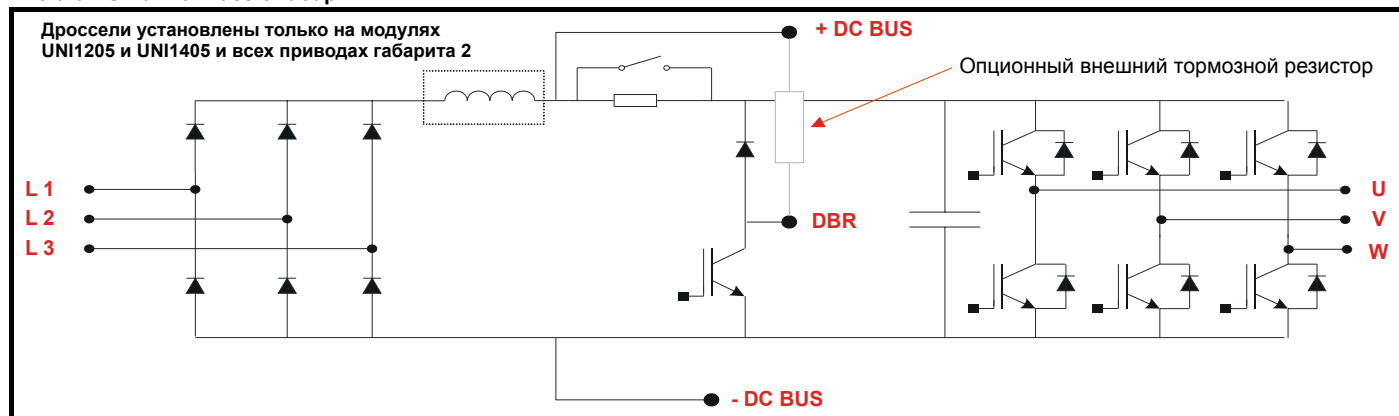 Дроссели установлены только на модулях
UNI1205 и UNI1405 и всех приводах габарита 2
+ DC BUS
Опционный внешний тормозной резистор
L 1
L 2
L 3
DBR
U
V
W
- DC BUS